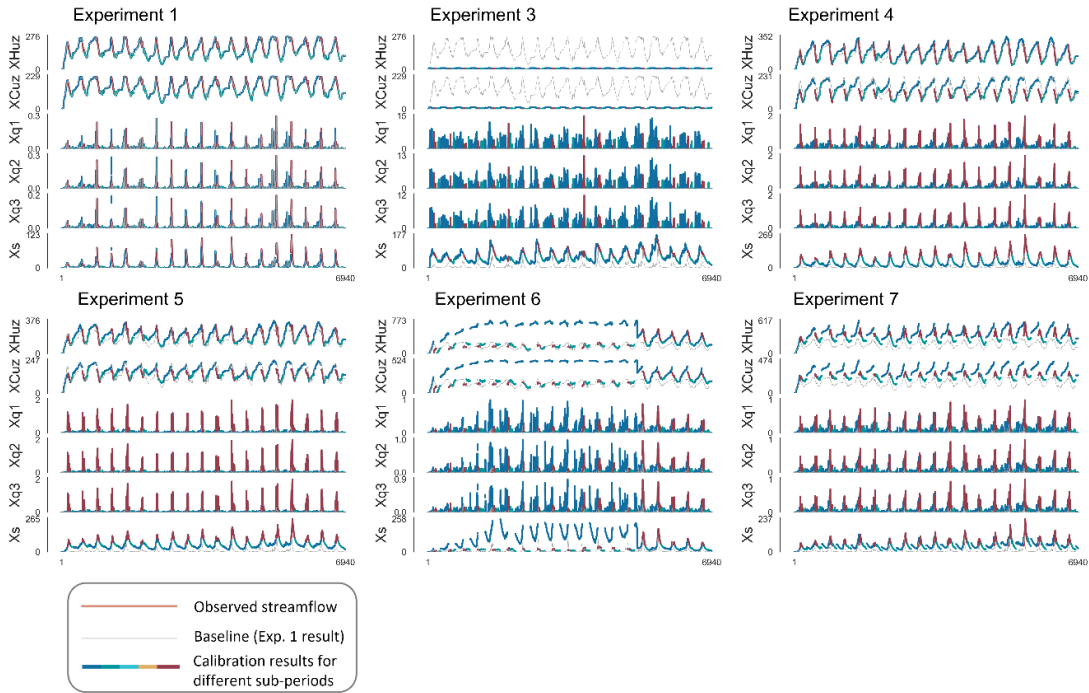 Experiment 1
276
XHuz
0
229
XCuz
0
0.3
Xq1
0.0
0.3
Xq2
0.0
0.2
Xq3
0.0
123
Xs
0
1
6940
Experiment 3
276
XHuz
0
229
XCuz
0
15
Xq1
0
13
Xq2
0
12
Xq3
0
177
Xs
0
1
6940
Experiment 4
352
XHuz
0
231
XCuz
0
2
Xq1
0
2
Xq2
0
2
Xq3
0
269
Xs
0
1
6940
Experiment 5
376
XHuz
0
247
XCuz
0
2
Xq1
0
2
Xq2
0
2
Xq3
0
265
Xs
0
1
6940
Experiment 6
773
XHuz
0
524
XCuz
0
1
Xq1
0
1.0
Xq2
0.0
0.9
Xq3
0.0
258
Xs
0
1
6940
Experiment 7
617
XHuz
0
474
XCuz
0
1
Xq1
0
1
Xq2
0
1
Xq3
0
237
Xs
0
1
6940
Observed streamflow
Baseline (Exp. 1 result)
Calibration results for
different sub-periods